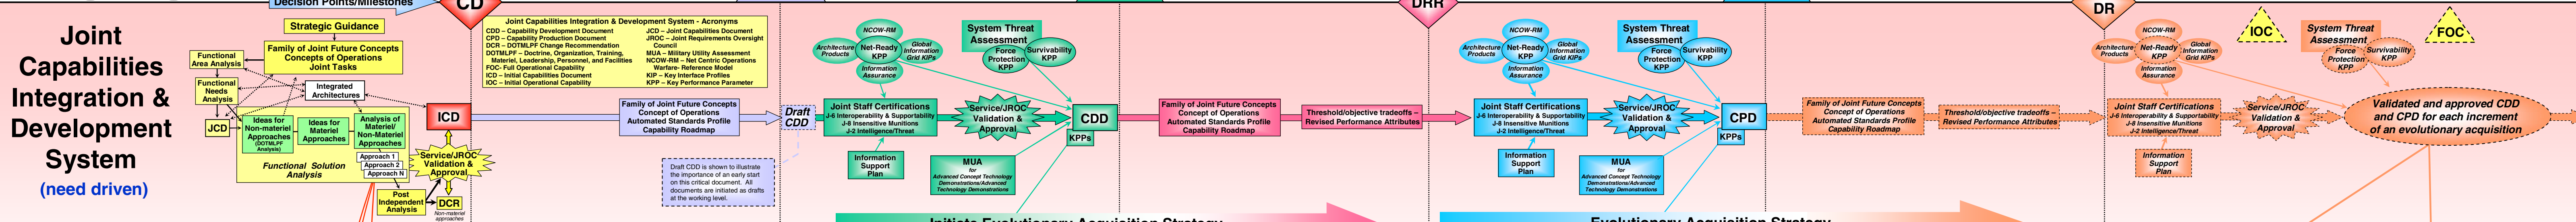 Decision Points/Milestones
CD
DRR
DR
Joint
Capabilities
Integration &
Development
System
(need driven)
Strategic Guidance
Functional
Area Analysis
Family of Joint Future Concepts
Concepts of Operations
Joint Tasks
Functional
Needs
Analysis
Integrated
Architectures
JCD
Ideas for
Non-materiel
Approaches
(DOTMLPF
Analysis)
Ideas for
Materiel
Approaches
Analysis of
Materiel/
Non-Materiel
Approaches
Functional Solution
Analysis
Approach 1
Approach 2
Approach N
ICD
Service/JROC
Validation &
Approval
Post
Independent
Analysis
DCR
Non-materiel
approaches
Joint Capabilities Integration & Development System - Acronyms
CDD – Capability Development Document
CPD – Capability Production Document
DCR – DOTMLPF Change Recommendation
DOTMLPF – Doctrine, Organization, Training,
Materiel, Leadership, Personnel, and Facilities
FOC- Full Operational Capability
ICD – Initial Capabilities Document
IOC – Initial Operational Capability
JCD – Joint Capabilities Document
JROC – Joint Requirements Oversight
Council
MUA – Military Utility Assessment
NCOW-RM – Net Centric Operations
Warfare- Reference Model
KIP – Key Interface Profiles
KPP – Key Performance Parameter
Family of Joint Future Concepts
Concept of Operations
Automated Standards Profile
Capability Roadmap
Draft
CDD
Draft CDD is shown to illustrate
the importance of an early start
on this critical document. All
documents are initiated as drafts
at the working level.
NCOW-RM
Architecture
Products
Net-Ready
KPP
Global
Information
Grid KIPs
Information
Assurance
System Threat
Assessment
Force
Protection
KPP
Survivability
KPP
Joint Staff Certifications
J-6 Interoperability & Supportability
J-8 Insensitive Munitions
J-2 Intelligence/Threat
Service/JROC
Validation &
Approval
CDD
KPPs
Information
Support
Plan
MUA
for
Advanced Concept Technology
Demonstrations/Advanced
Technology Demonstrations
Initiate Evolutionary Acquisition Strategy
Family of Joint Future Concepts
Concept of Operations
Automated Standards Profile
Capability Roadmap
Threshold/objective tradeoffs –
Revised Performance Attributes
NCOW-RM
Architecture
Products
Net-Ready
KPP
Global
Information
Grid KIPs
Information
Assurance
System Threat
Assessment
Force
Protection
KPP
Survivability
KPP
Joint Staff Certifications
J-6 Interoperability & Supportability
J-8 Insensitive Munitions
J-2 Intelligence/Threat
Service/JROC
Validation &
Approval
CPD
KPPs
Information
Support
Plan
MUA
for
Advanced Concept Technology
Demonstrations/Advanced
Technology Demonstrations
Evolutionary Acquisition Strategy
Family of Joint Future Concepts
Concept of Operations
Automated Standards Profile
Capability Roadmap
Threshold/objective tradeoffs –
Revised Performance Attributes
NCOW-RM
Architecture
Products
Net-Ready
KPP
Global
Information
Grid KIPs
Information
Assurance
IOC
System Threat
Assessment
Force
Protection
KPP
Survivability
KPP
FOC
Joint Staff Certifications
J-6 Interoperability & Supportability
J-8 Insensitive Munitions
J-2 Intelligence/Threat
Service/JROC
Validation &
Approval
Information
Support
Plan
Validated and approved CDD
and CPD for each increment
of an evolutionary acquisition